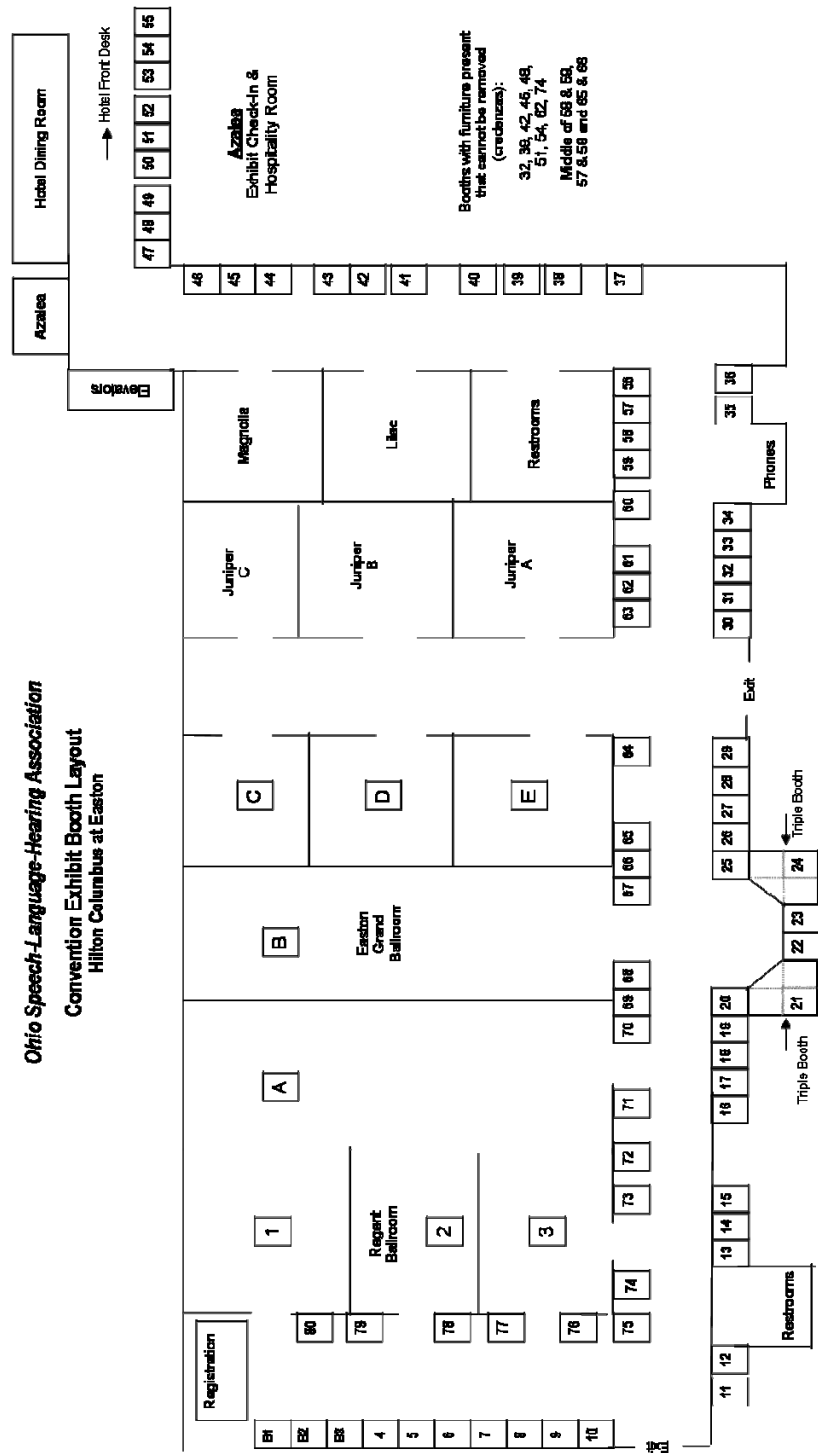 Ohio Speech-Language-Hearing Association
Convention Exhibit Booth Layout
Hilton Columbus at Easton
Hotel Dining Room
Azalea
Elevators
Hotel Front Desk
47 48 49 50 51 52 53 54 55
Azalea
Exhibit Check-In &
Hospitality Room
Booths with furniture present
that cannot be removed
(credenzas):
32, 42, 45, 48,
51, 54, 62, 74
Middle of 58 & 59,
57 & 58 and 65 & 66
46
45
44
43
42
41
40
39
38
37
Registration
B1
B2
B3
4
5
6
7
8
9
10
80
79
78
77
76
75
1
Regent
Ballroom
2
3
A
B
Easton
Grand
Ballroom
C
D
E
Juniper
C
Juniper
B
Juniper
A
Magnolia
Lilac
Restrooms
74 73 72 71 70 69 68 67 66 65 64 63 62 61 60 59 58 57 56
11 12 13 14 15 16 17 18 19 20 25 26 27 28 29
Exit
30 31 32 33 34 35 36
Restrooms
Phones
21 22 23 24
Triple Booth
Triple Booth